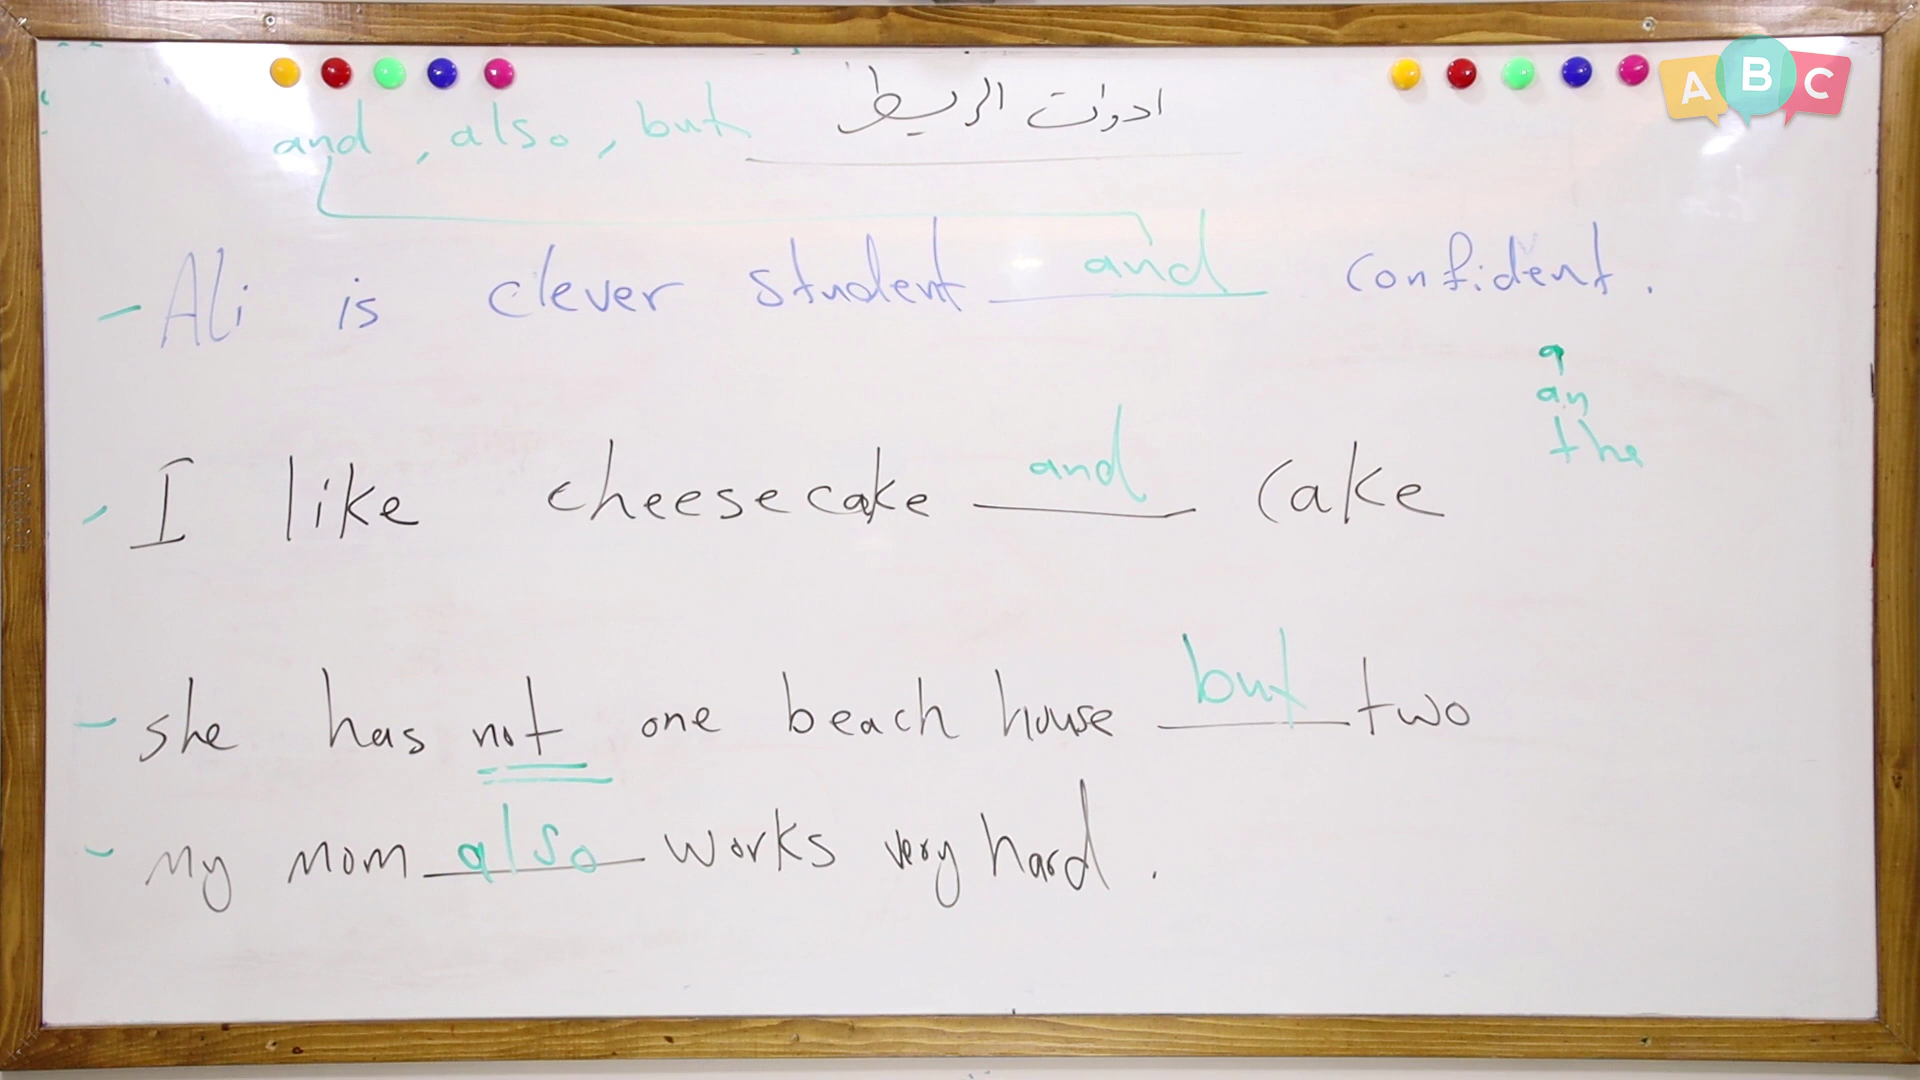 ادوات الربط
and , also , but
- Ali is clever student and confident .
a
an
the
- I like cheesecake and cake
- she has not one beach house but two
- my mom also works very hard .
A B C